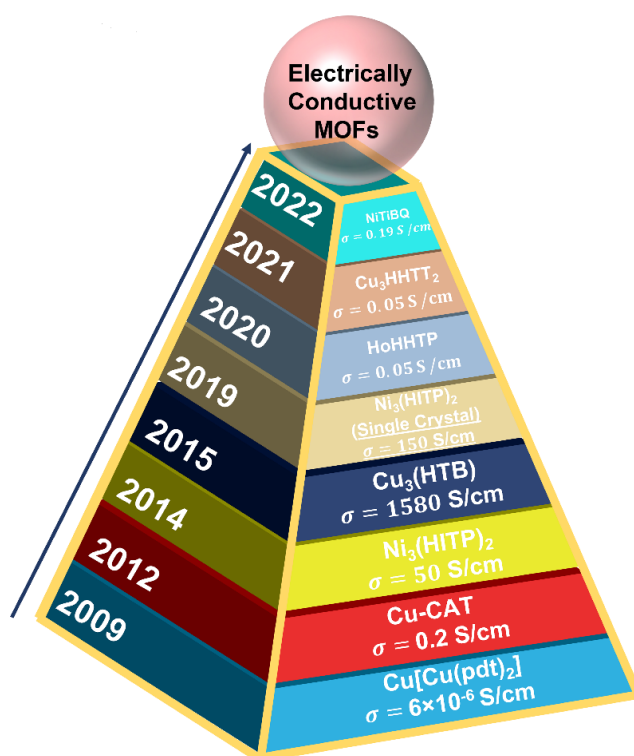 Electrically
Conductive
MOFs
2022
NiTiBQ
σ = 0.19 S /cm
2021
Cu₃HHTT₂
σ = 0.05 S /cm
2020
HoHHTP
σ = 0.05 S /cm
2019
Ni₃(HITP)₂
(Single Crystal)
σ = 150 S/cm
2015
Cu₃(HTB)
σ = 1580 S/cm
2014
Ni₃(HITP)₂
σ = 50 S/cm
2012
Cu-CAT
σ = 0.2 S/cm
2009
Cu[Cu(pdt)₂]
σ = 6×10⁻⁶ S/cm